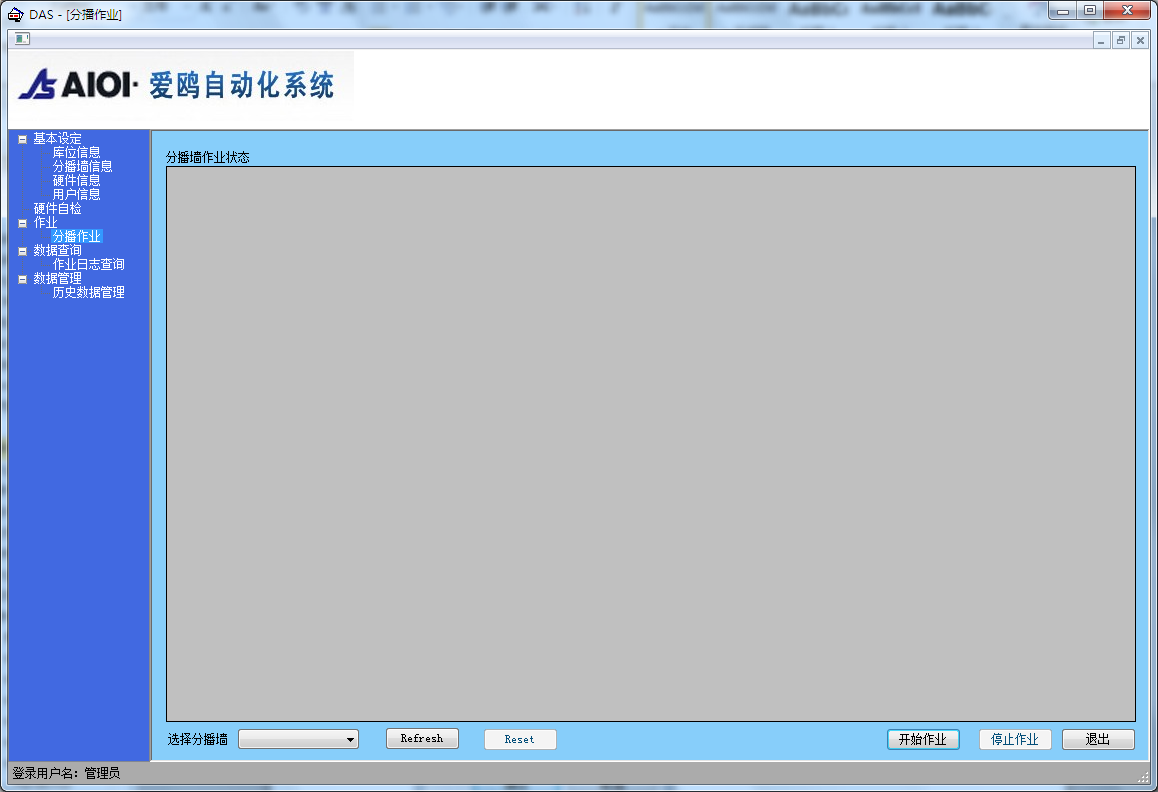 DAS - [分播作业]
AIOI· 爱鸥自动化系统
基本设定
库位信息
分播墙信息
硬件信息
用户信息
硬件自检
作业
分播作业
数据查询
作业日志查询
数据管理
历史数据管理
分播墙作业状态
选择分播墙 Refresh Reset 开始作业 停止作业 退出
登录用户名：管理员